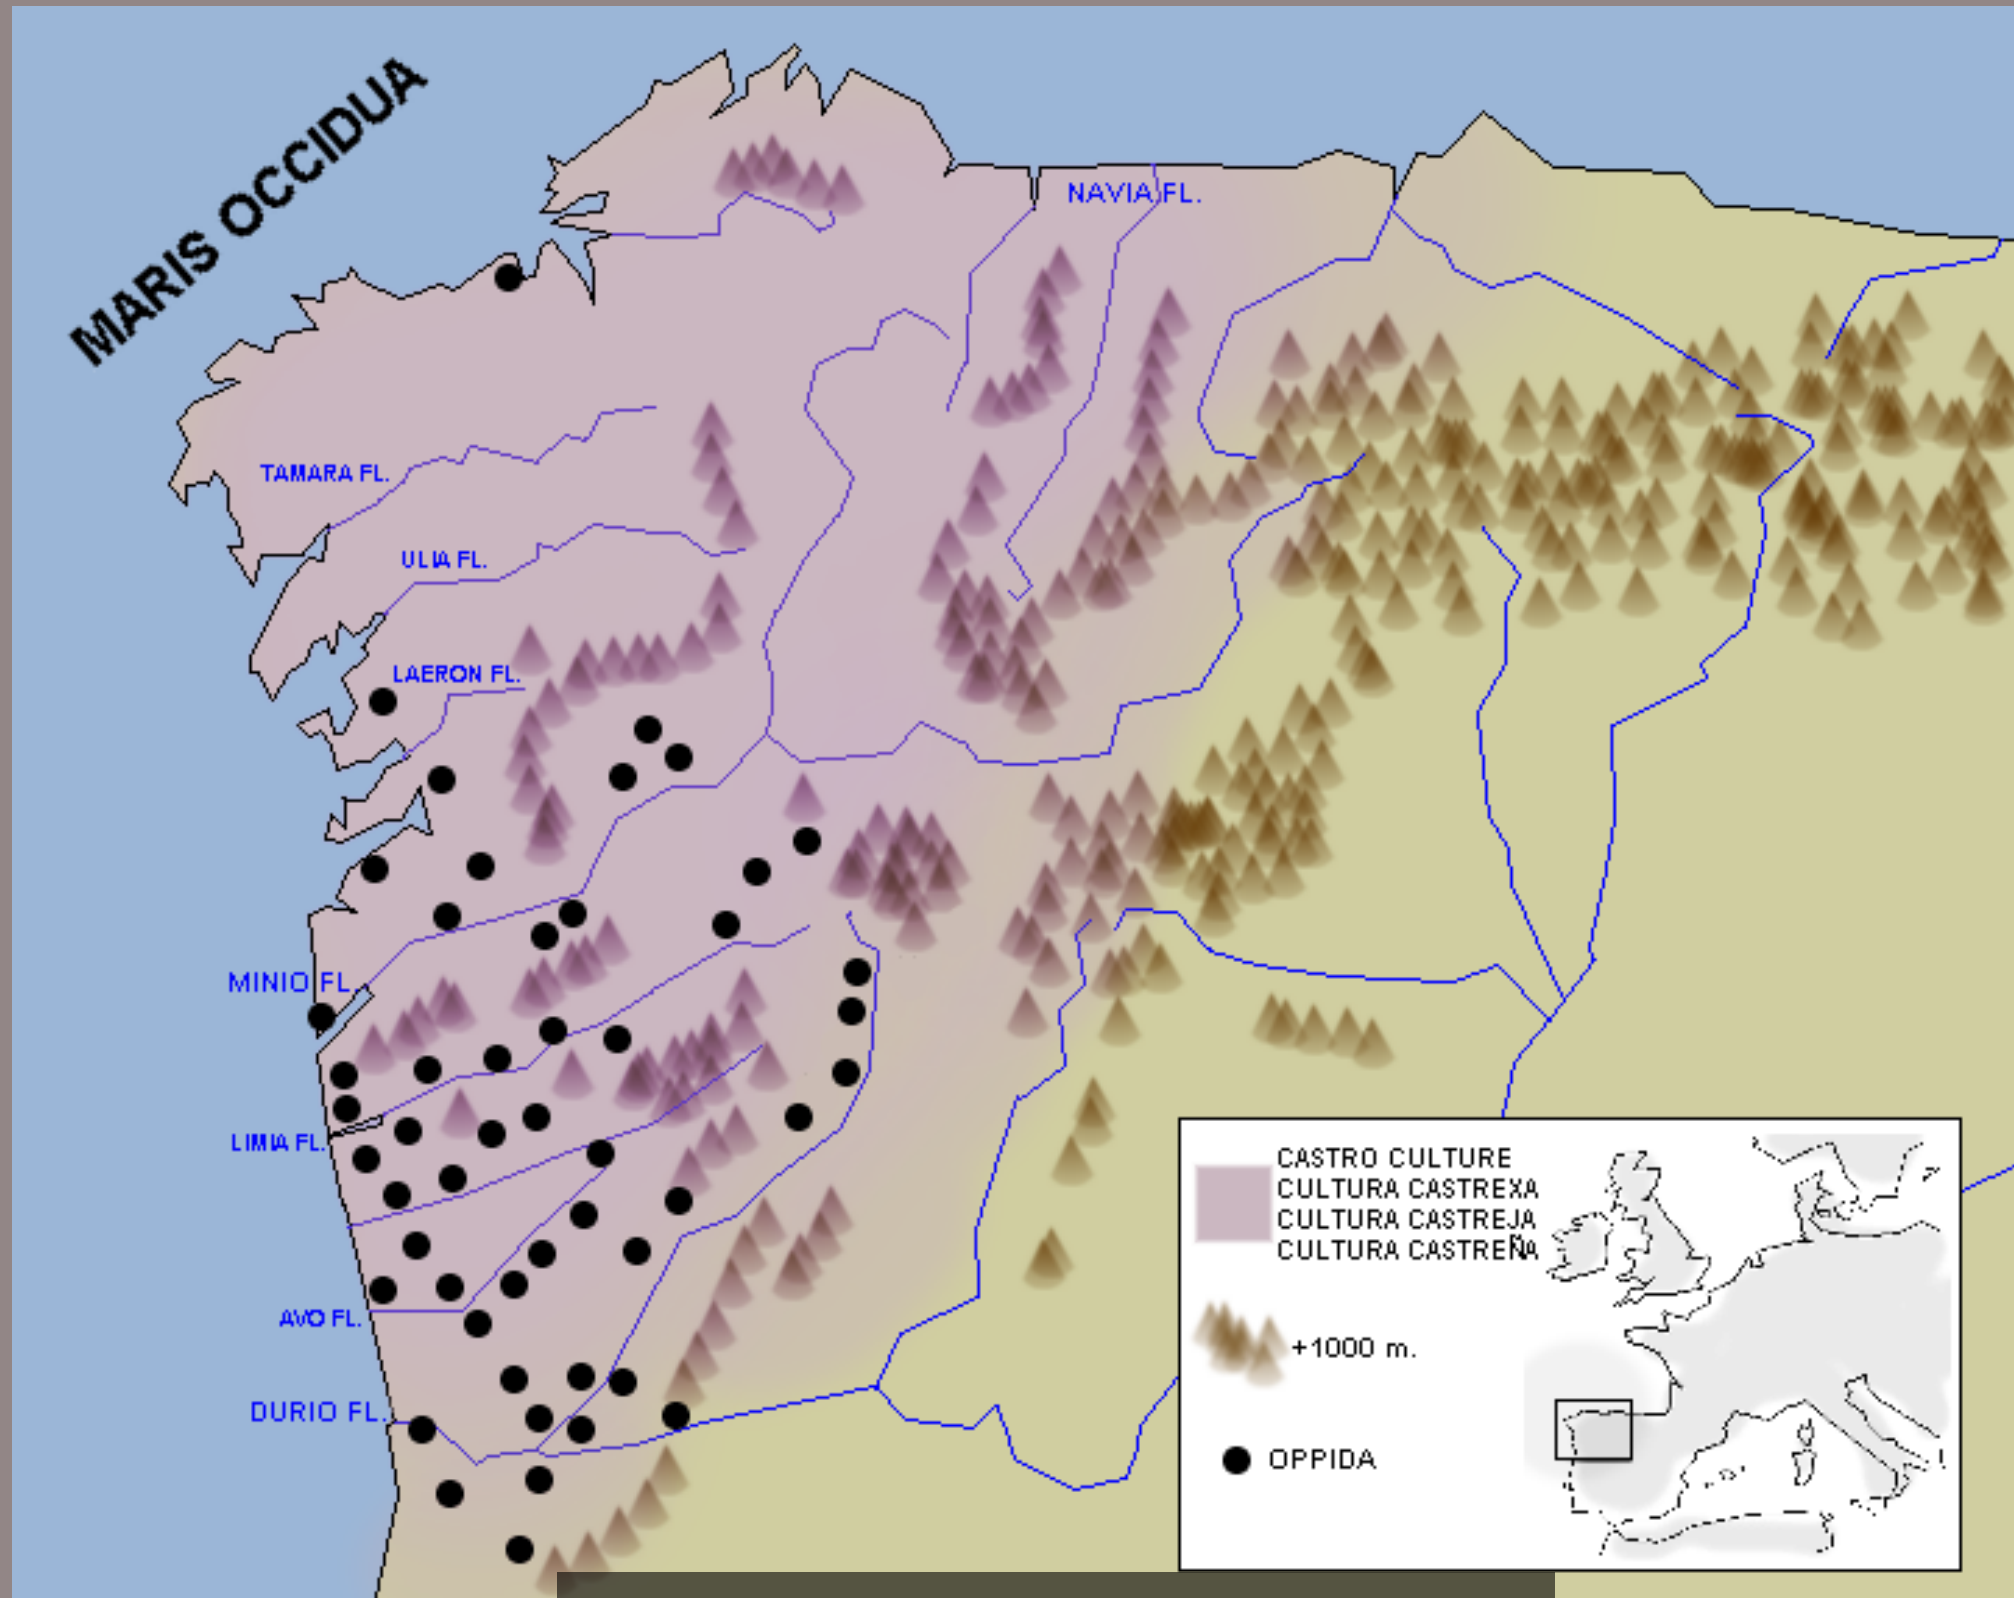 MARIS OCCIDUA
NAVIA FL.
TAMARA FL.
ULIA FL.
LAERON FL.
MINIO FL.
LIMIA FL.
AVO FL.
DURIO FL.
CASTRO CULTURE
CULTURA CASTREXA
CULTURA CASTREJA
CULTURA CASTREÑA
+1000 m.
OPPIDA